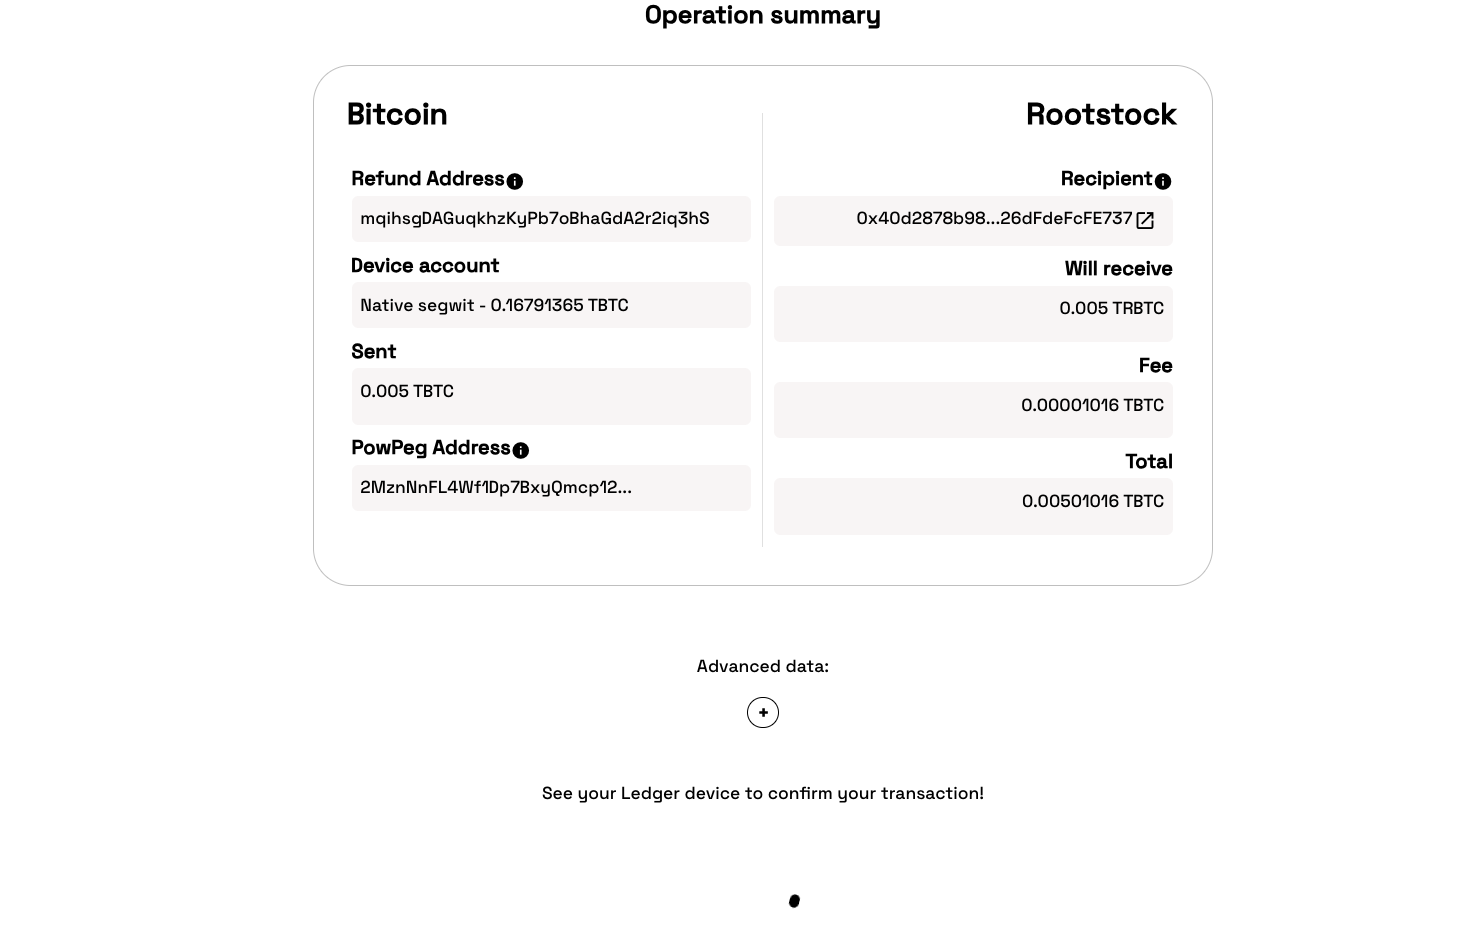 Operation summary
Bitcoin
Refund Address
mqihsgDAGuqkhzKyPb7oBhaGdA2r2iq3hS
Device account
Native segwit - 0.16791365 TBTC
Sent
0.005 TBTC
PowPeg Address
2MznNnFL4Wf1Dp7BxyQmcp12...
Rootstock
Recipient
0x40d2878b98...26dFdeFcFE737
Will receive
0.005 TRBTC
Fee
0.00001016 TBTC
Total
0.00501016 TBTC
Advanced data:
+
See your Ledger device to confirm your transaction!